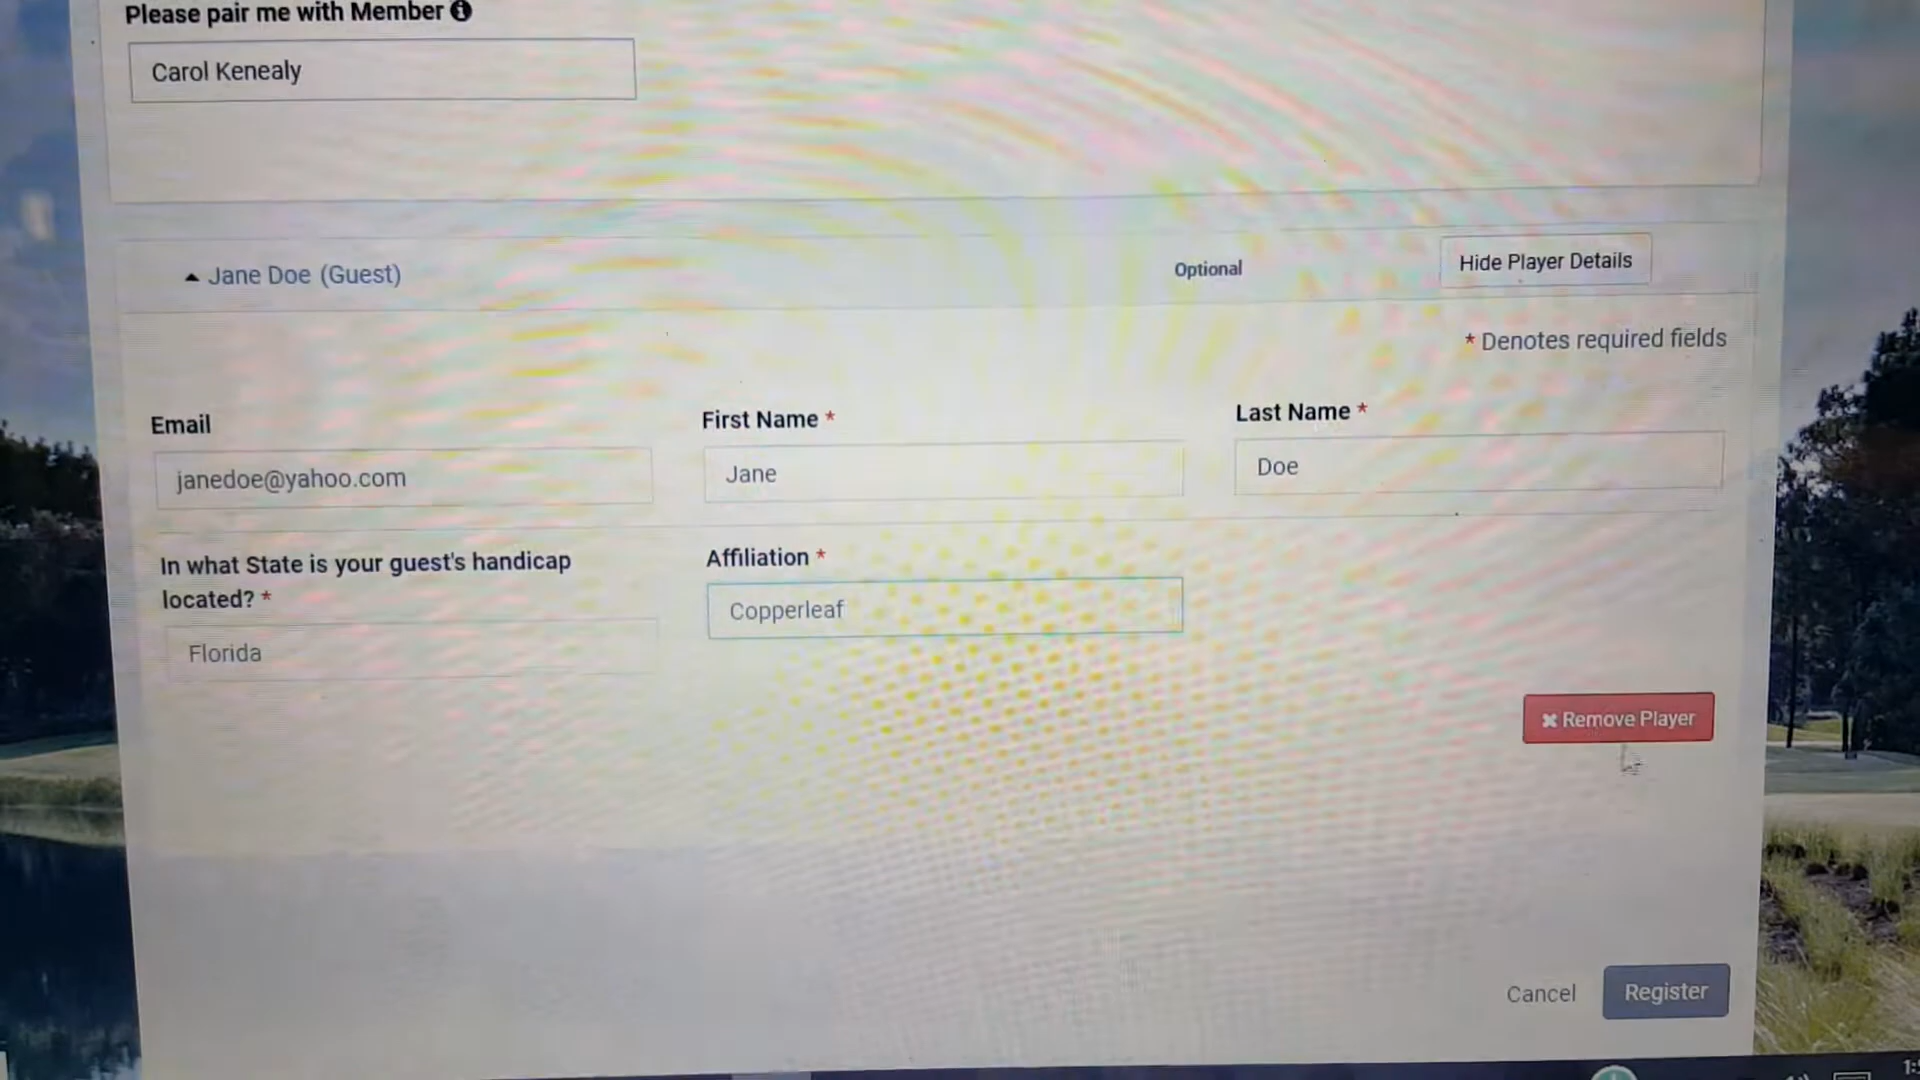 Please pair me with Member
Carol Kenealy
Jane Doe (Guest)
Optional
Hide Player Details
* Denotes required fields
Email
First Name *
Last Name *
janedoe@yahoo.com
Jane
Doe
In what State is your guest's handicap
located? *
Affiliation *
Florida
Copperleaf
Remove Player
Cancel
Register